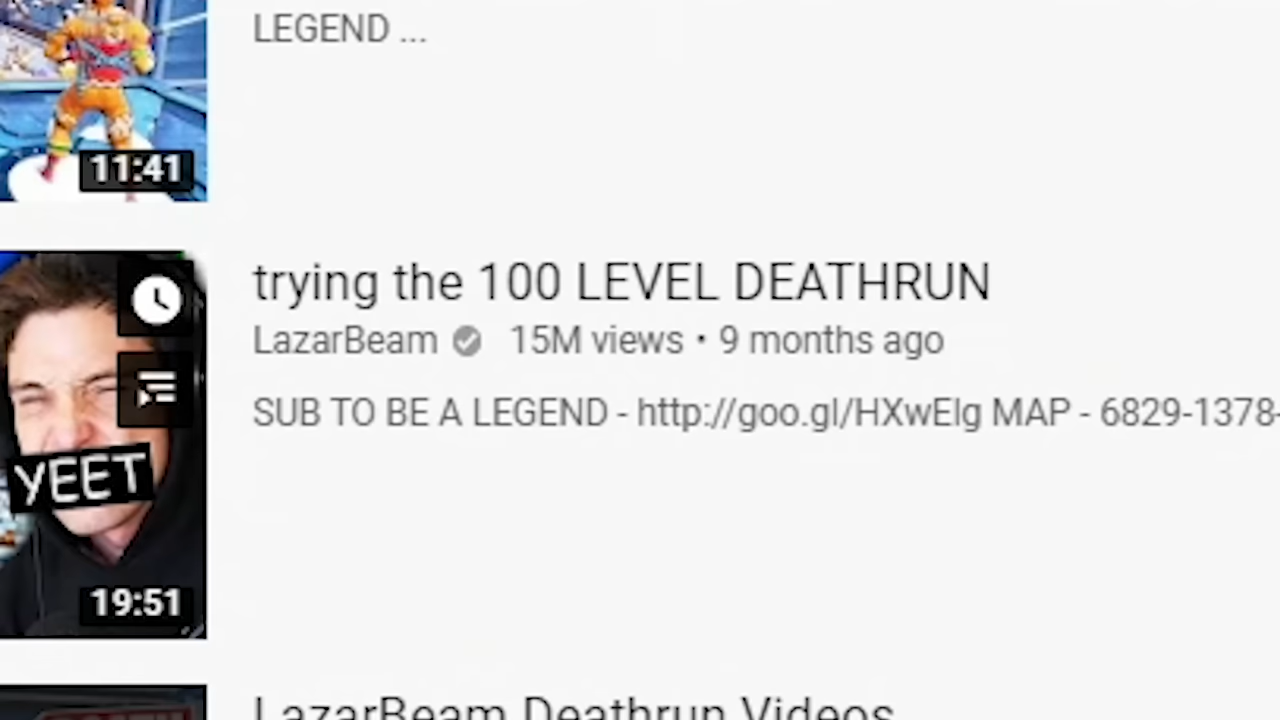 LEGEND ...
11:41
trying the 100 LEVEL DEATHRUN
LazarBeam 15M views • 9 months ago
SUB TO BE A LEGEND - http://goo.gl/HXwElg MAP - 6829-1378-
YEET
19:51
LazarBeam Deathrun Videos